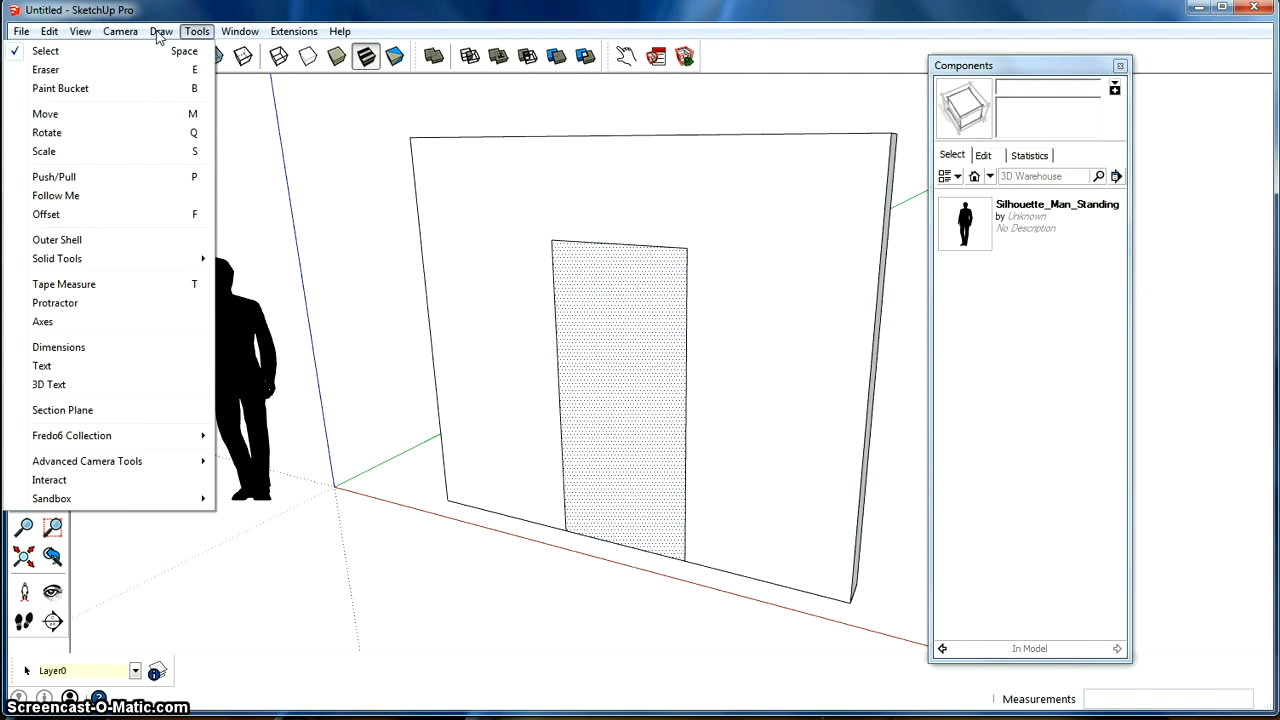 Untitled - SketchUp Pro
File Edit View Camera Draw Tools Window Extensions Help
Select Space
Eraser E
Paint Bucket B
Move M
Rotate Q
Scale S
Push/Pull P
Follow Me
Offset F
Outer Shell
Solid Tools
Tape Measure T
Protractor
Axes
Dimensions
Text
3D Text
Section Plane
Fredo6 Collection
Advanced Camera Tools
Interact
Sandbox
Layer0
Components
Select Edit Statistics
3D Warehouse
Silhouette_Man_Standing
by Unknown
No Description
In Model
Measurements
Screencast-O-Matic.com